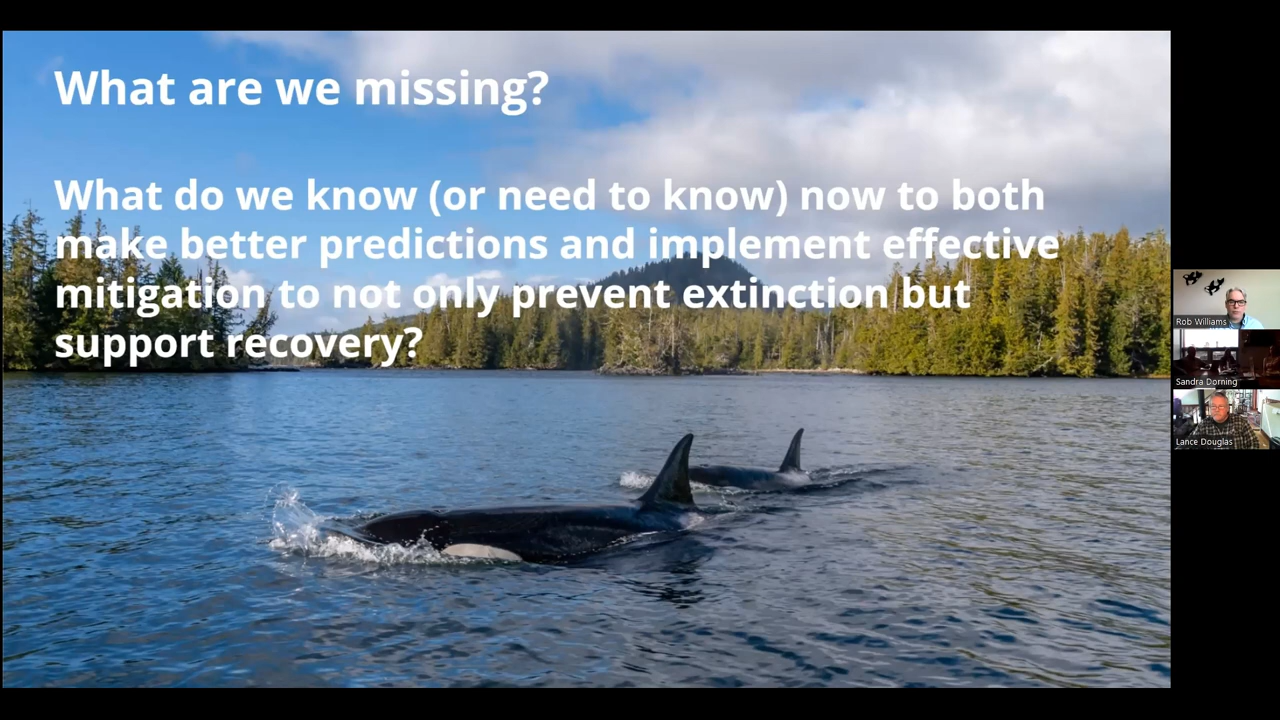 What are we missing?
What do we know (or need to know) now to both
make better predictions and implement effective
mitigation to not only prevent extinction but
support recovery?
Rob Williams
Sandra Dorning
Lance Douglas